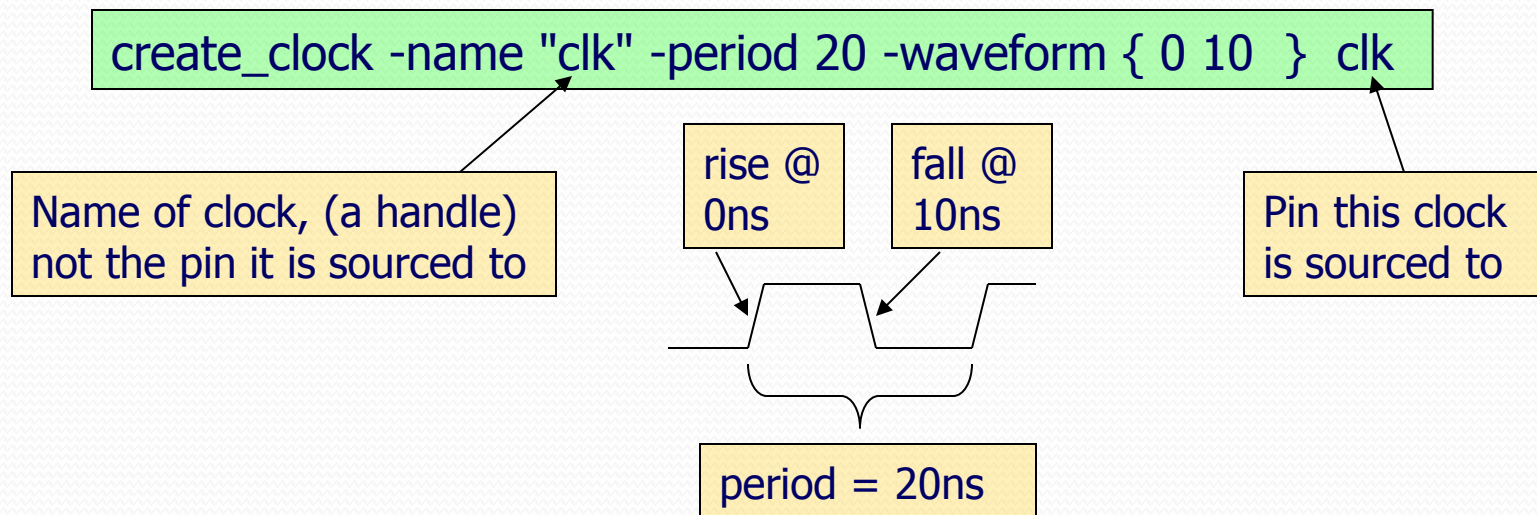 create_clock -name "clk" -period 20 -waveform { 0 10  }  clk
Name of clock, (a handle)
not the pin it is sourced to
rise @
0ns
fall @
10ns
Pin this clock
is sourced to
period = 20ns